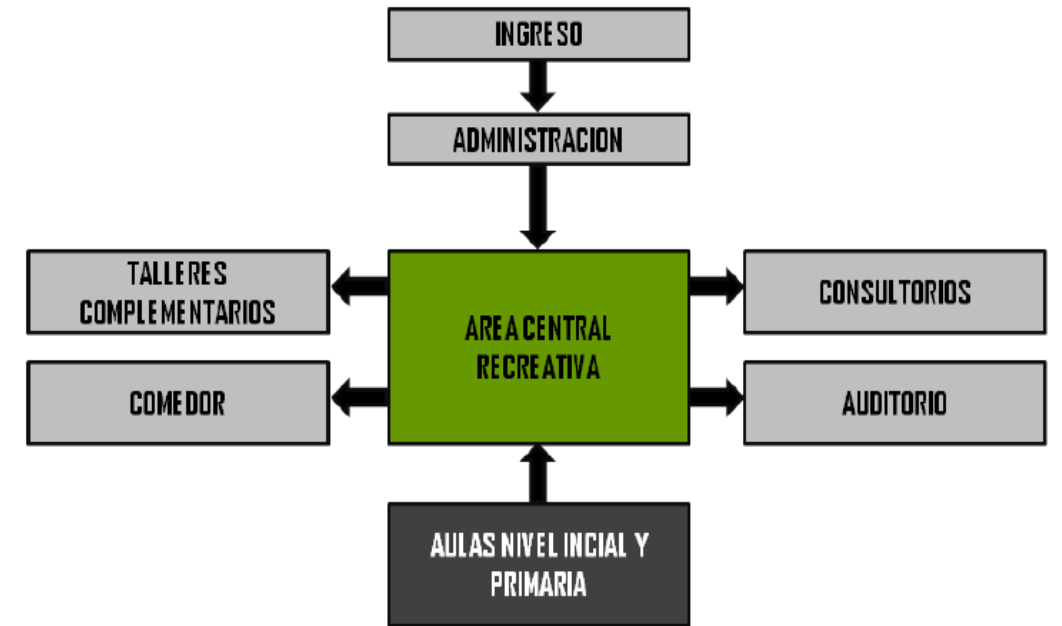 INGRESO
ADMINISTRACION
TALLERES
COMPLEMENTARIOS
AREA CENTRAL
RECREATIVA
CONSULTORIOS
COMEDOR
AUDITORIO
AULAS NIVEL INCIAL Y
PRIMARIA